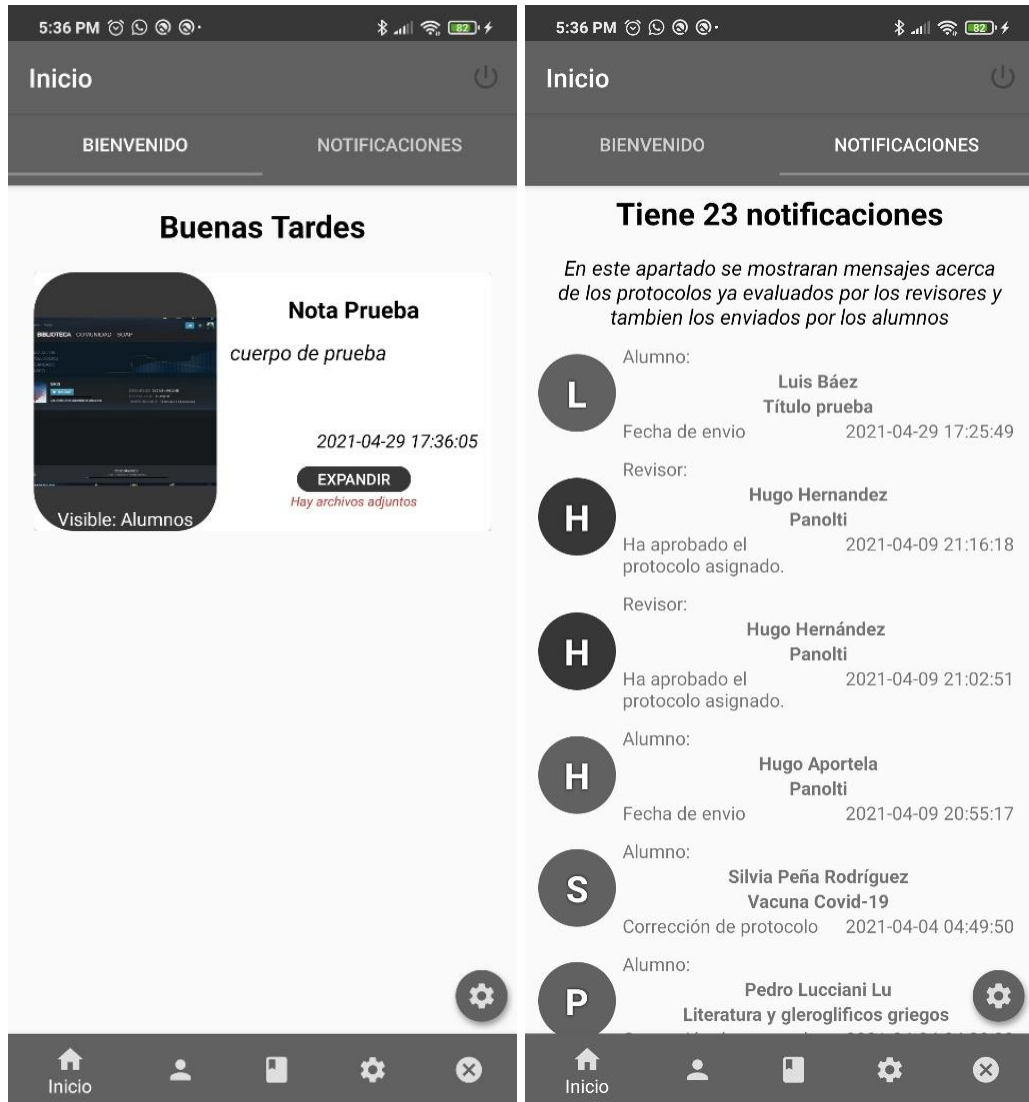 5:36 PM
82
Inicio
BIENVENIDO NOTIFICACIONES
Buenas Tardes
BIBLIOTECA COMUNIDAD SOAP
Nota Prueba
cuerpo de prueba
2021-04-29 17:36:05
EXPANDIR
Hay archivos adjuntos
Visible: Alumnos
Inicio
5:36 PM
82
Inicio
BIENVENIDO NOTIFICACIONES
Tiene 23 notificaciones
En este apartado se mostraran mensajes acerca
de los protocolos ya evaluados por los revisores y
tambien los enviados por los alumnos
Alumno:
L
Luis Báez
Título prueba
Fecha de envio 2021-04-29 17:25:49
Revisor:
H
Hugo Hernandez
Panolti
Ha aprobado el 2021-04-09 21:16:18
protocolo asignado.
Revisor:
H
Hugo Hernández
Panolti
Ha aprobado el 2021-04-09 21:02:51
protocolo asignado.
Alumno:
H
Hugo Aportela
Panolti
Fecha de envio 2021-04-09 20:55:17
Alumno:
S
Silvia Peña Rodríguez
Vacuna Covid-19
Corrección de protocolo 2021-04-04 04:49:50
Alumno:
P
Pedro Lucciani Lu
Literatura y gleroglificos griegos
Inicio